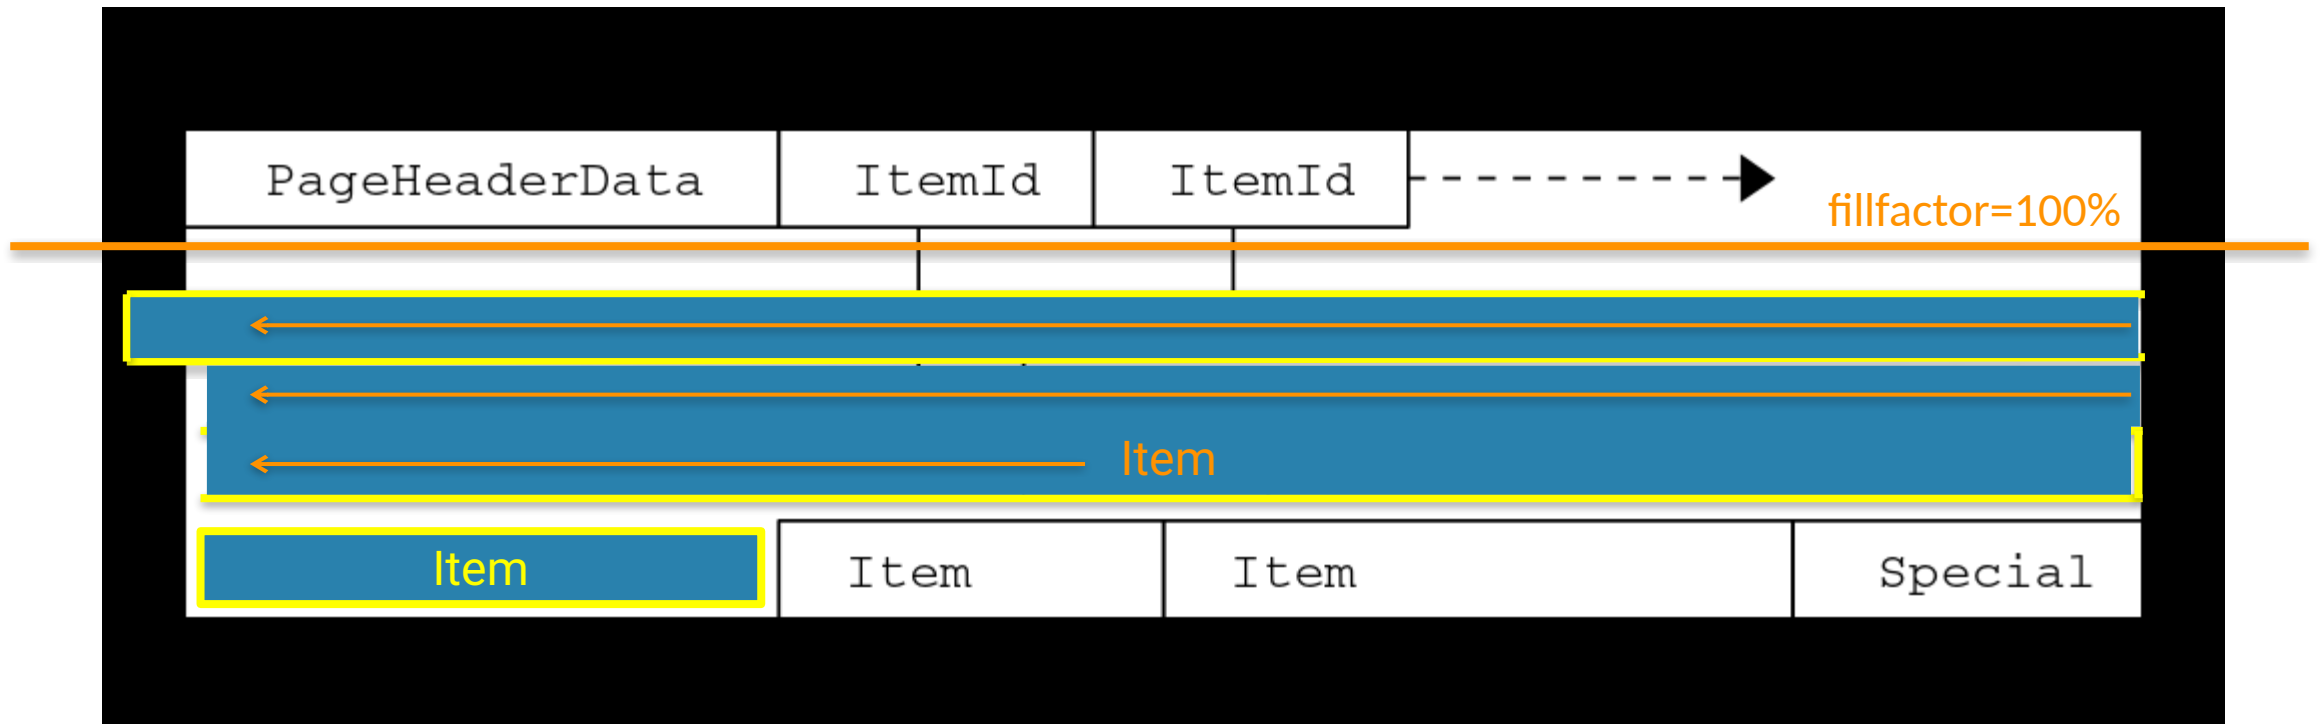 PageHeaderData ItemId ItemId
fillfactor=100%
Item
Item Item Item Special